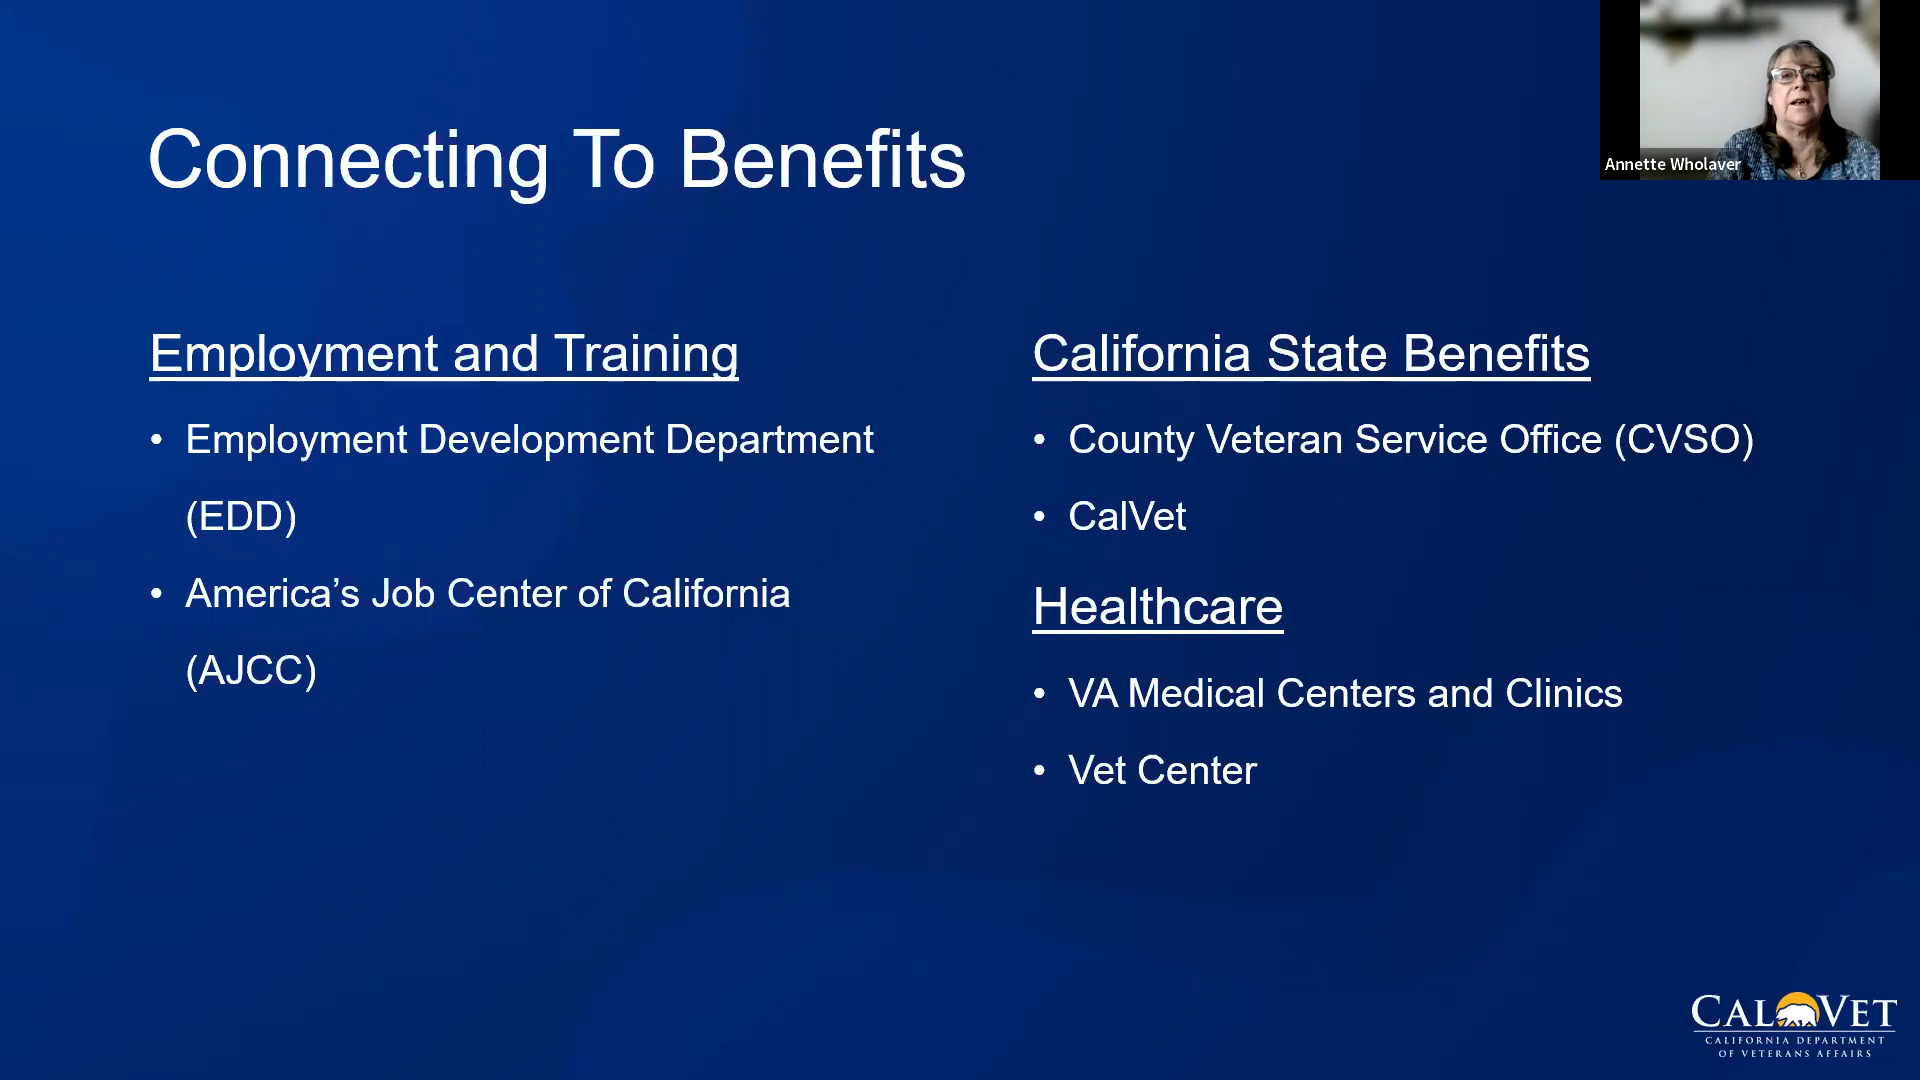 Connecting To Benefits
Annette Wholaver
Employment and Training
• Employment Development Department
(EDD)
• America’s Job Center of California
(AJCC)
California State Benefits
• County Veteran Service Office (CVSO)
• CalVet
Healthcare
• VA Medical Centers and Clinics
• Vet Center
CALVET
CALIFORNIA DEPARTMENT
OF VETERANS AFFAIRS